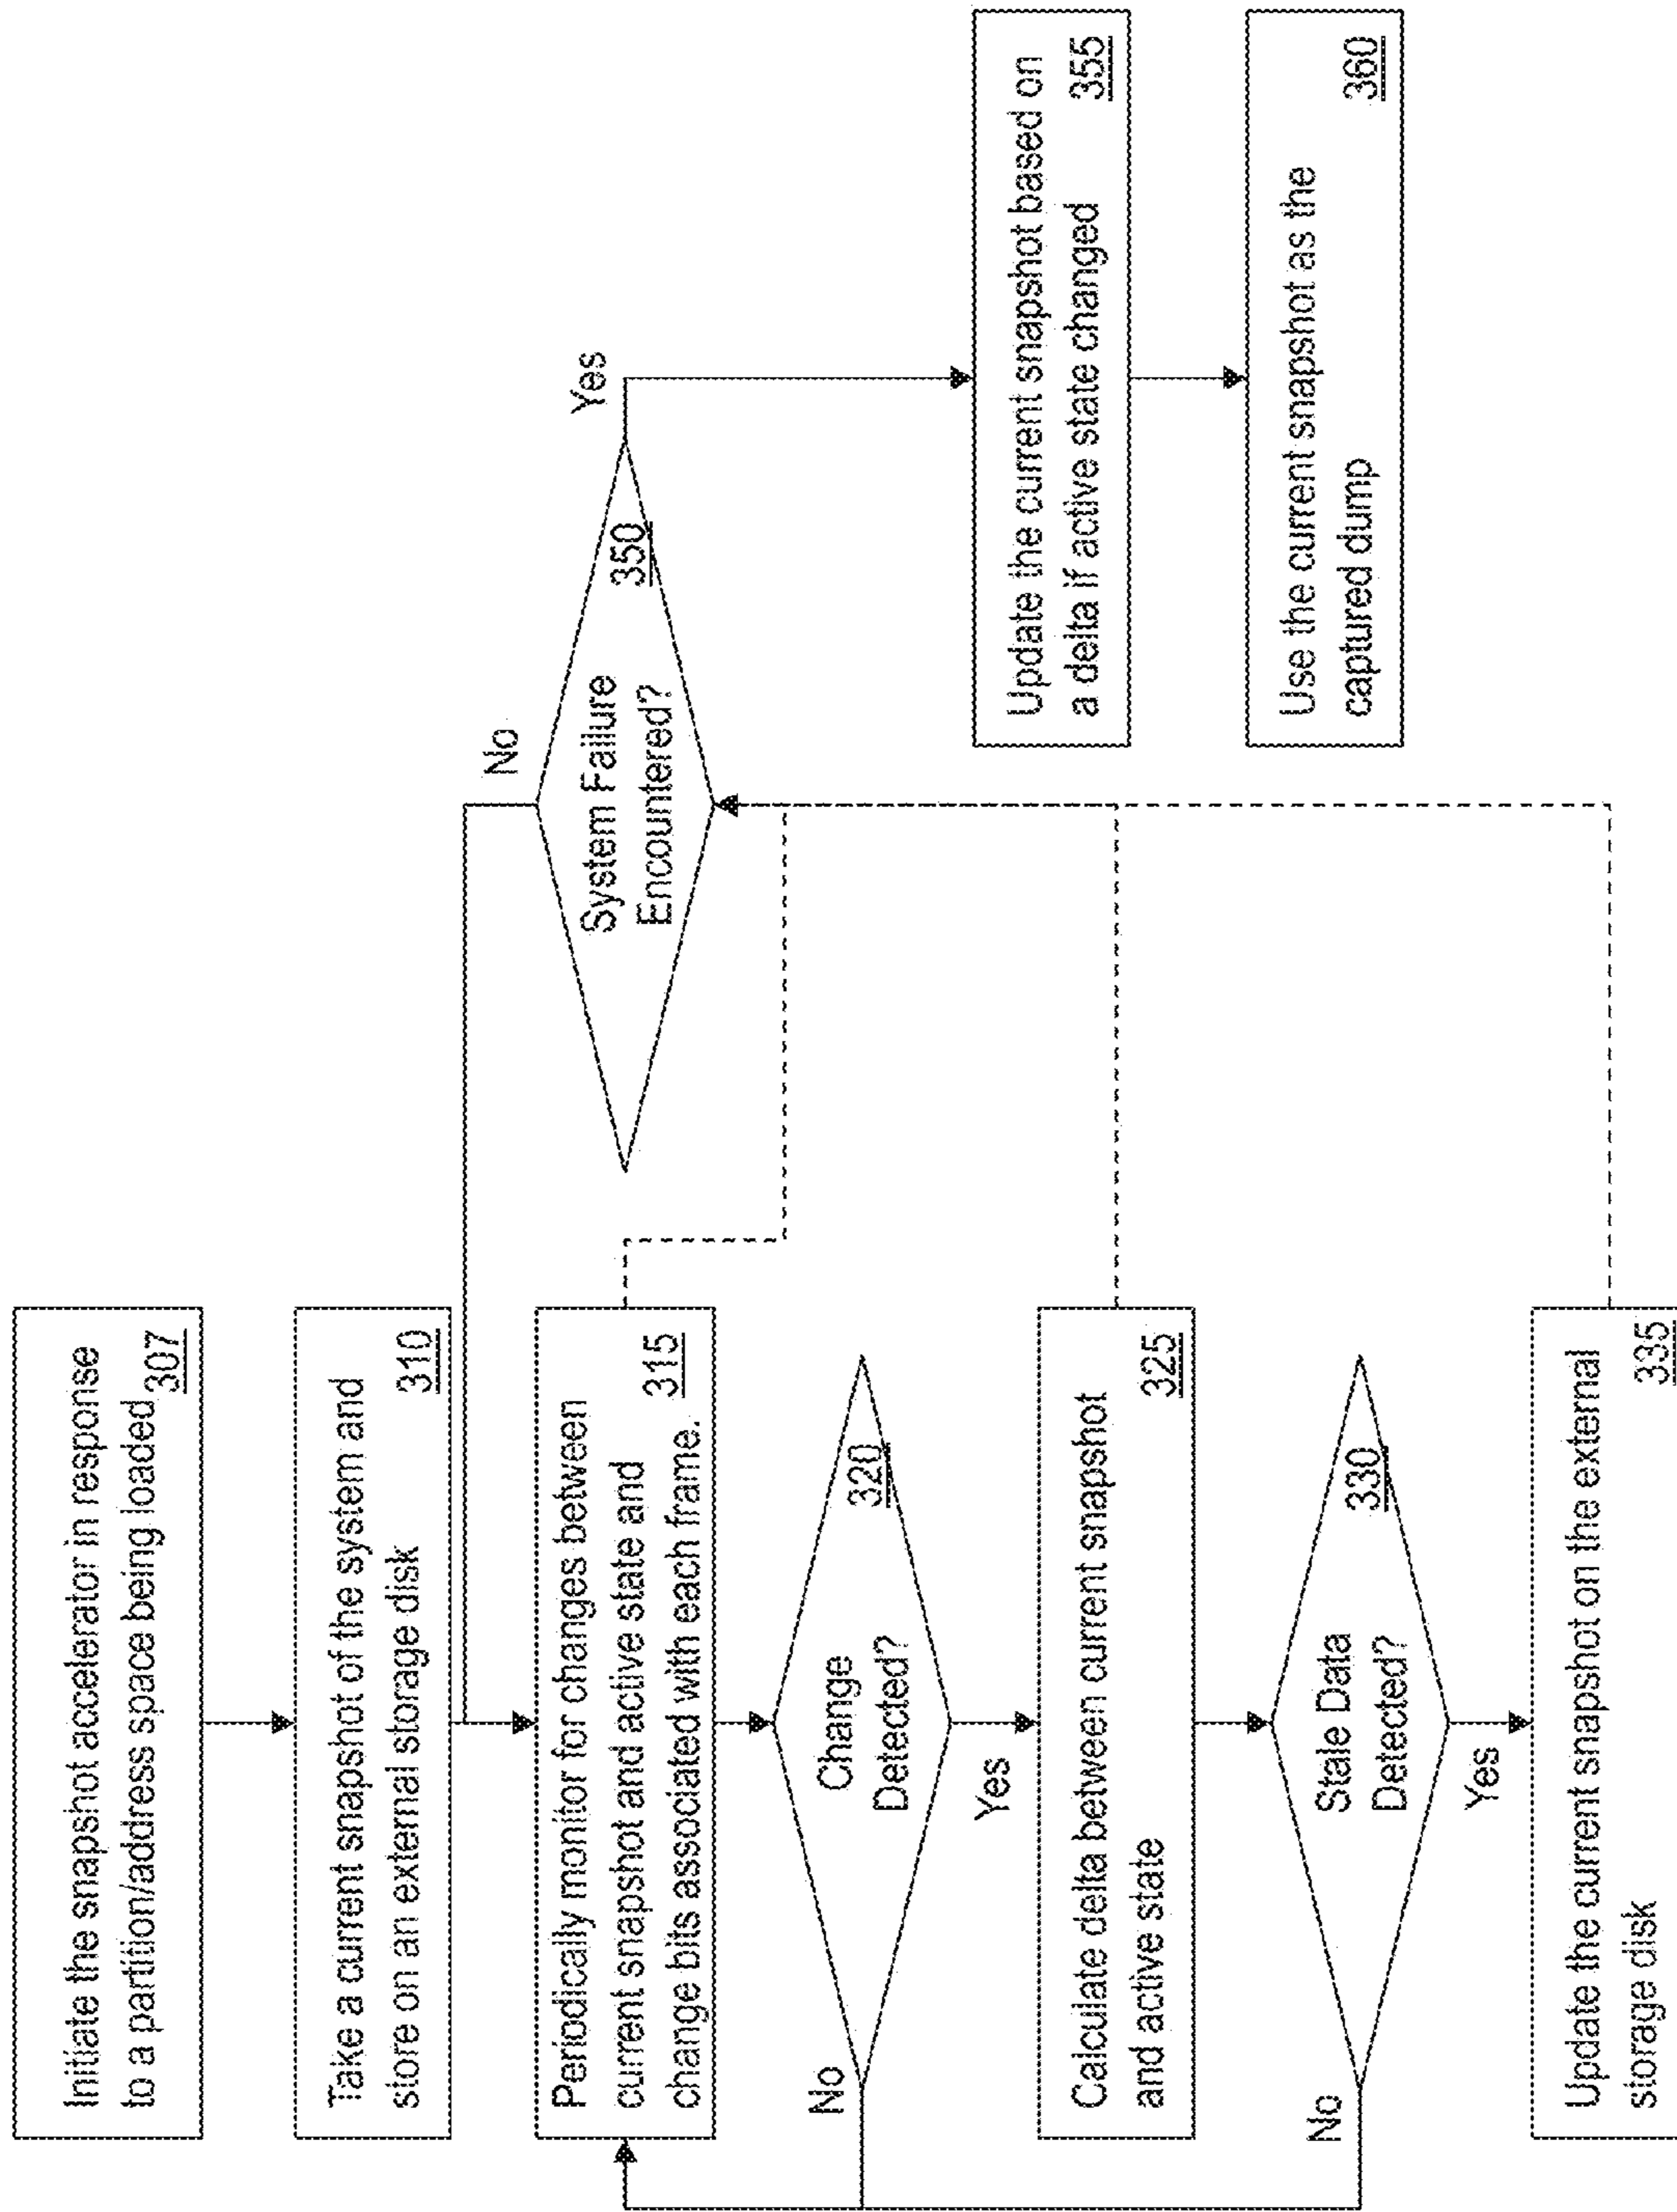 Initiate the snapshot accelerator in response
to a partition/address space being loaded
307
Take a current snapshot of the system and
store on an external storage disk
310
Periodically monitor for changes between
current snapshot and active state and
315
change bits associated with each frame.
Change
Detected?
320
No
Yes
Calculate delta between current snapshot
and active state
325
Stale Data
Detected?
330
No
Yes
Update the current snapshot on the external
storage disk
335
System Failure
Encountered?
350
No
Yes
Update the current snapshot based on
a delta if active state changed
355
Use the current snapshot as the
captured dump
360